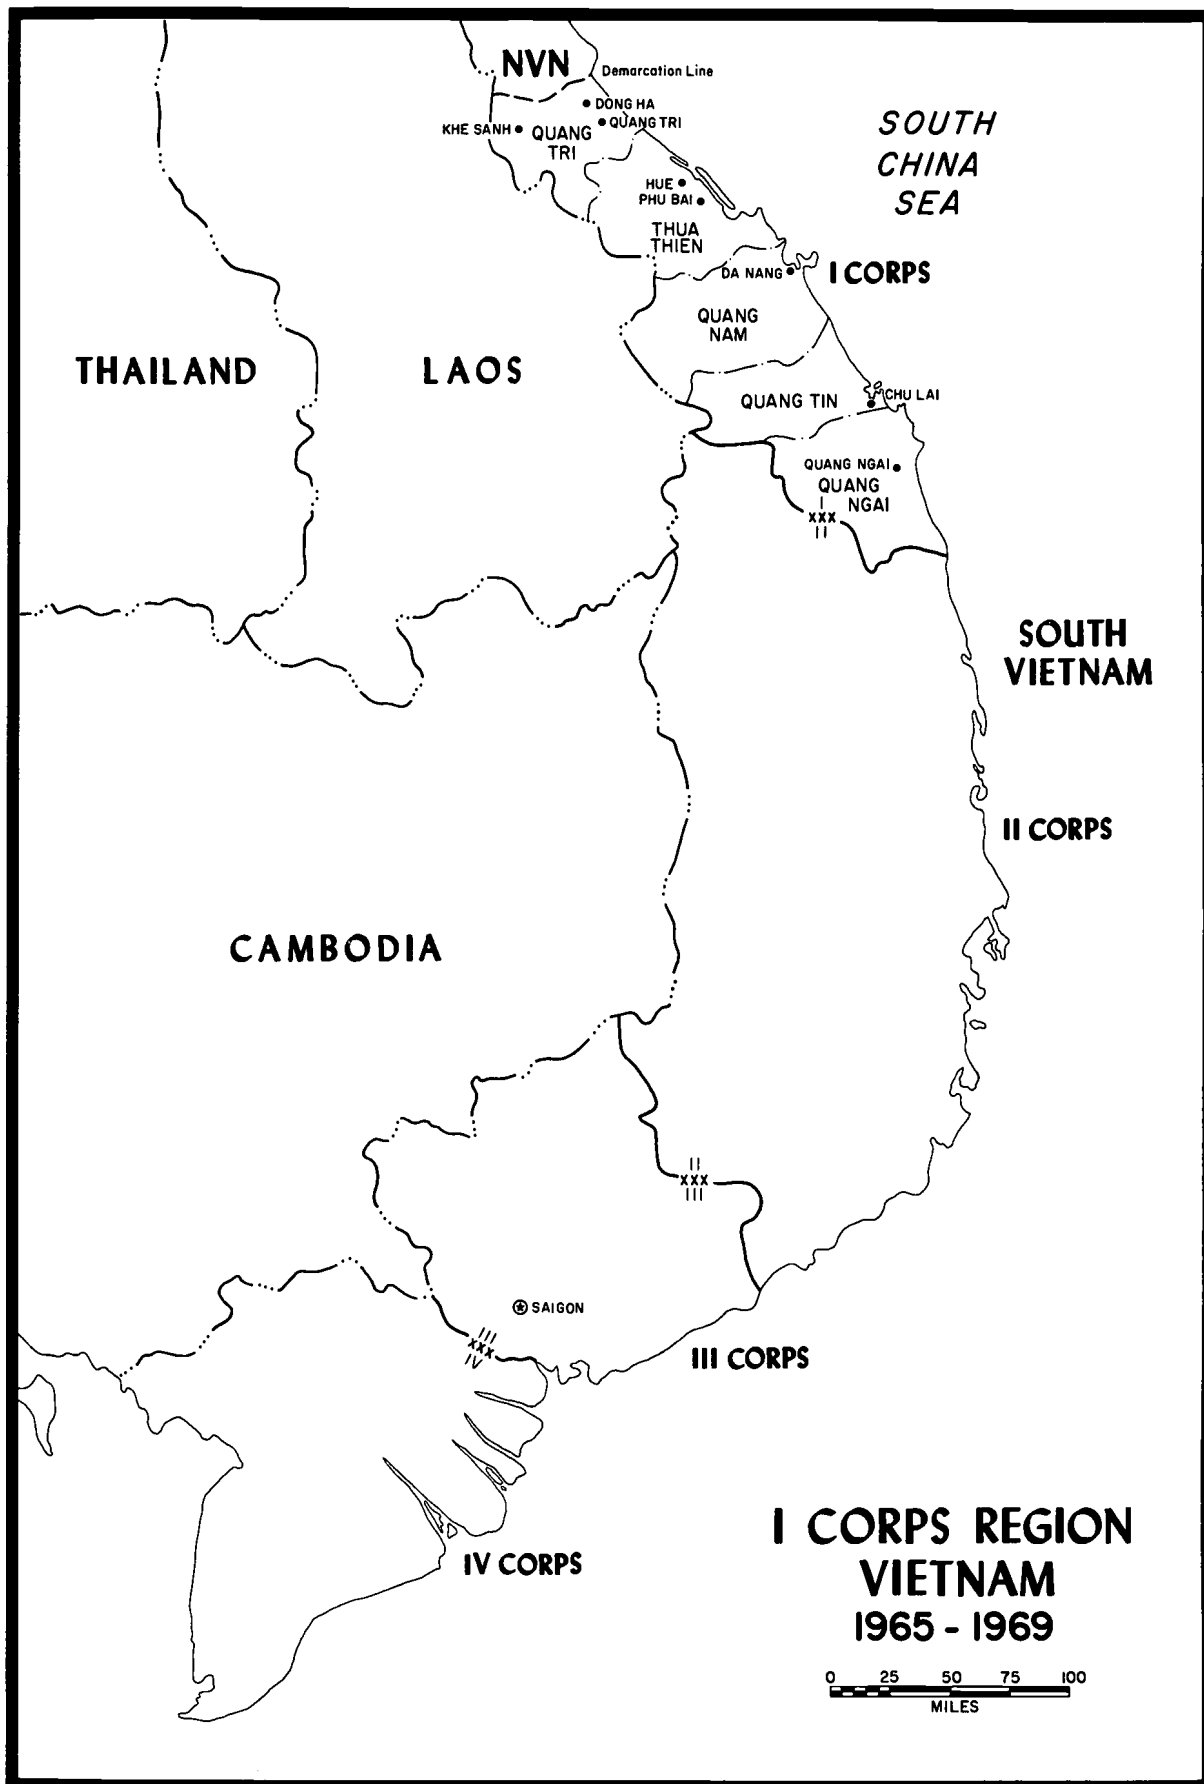 NVN
Demarcation Line
DONG HA
QUANG TRI
KHE SANH
QUANG
TRI
SOUTH
CHINA
SEA
HUE
PHU BAI
THUA
THIEN
DA NANG
I CORPS
QUANG
NAM
THAILAND
LAOS
QUANG TIN
CHU LAI
QUANG NGAI
QUANG
NGAI
I
XXX
II
SOUTH
VIETNAM
II CORPS
CAMBODIA
II
XXX
III
SAIGON
III
XXX
IV
III CORPS
IV CORPS
I CORPS REGION
VIETNAM
1965 - 1969
0 25 50 75 100
MILES